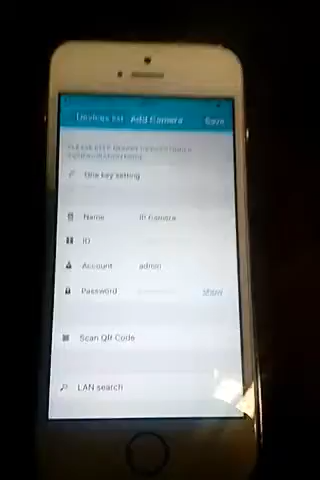 Devices list Add Camera Save
One key setting
Name IP Camera
ID
Account admin
Password show
Scan QR Code
LAN search